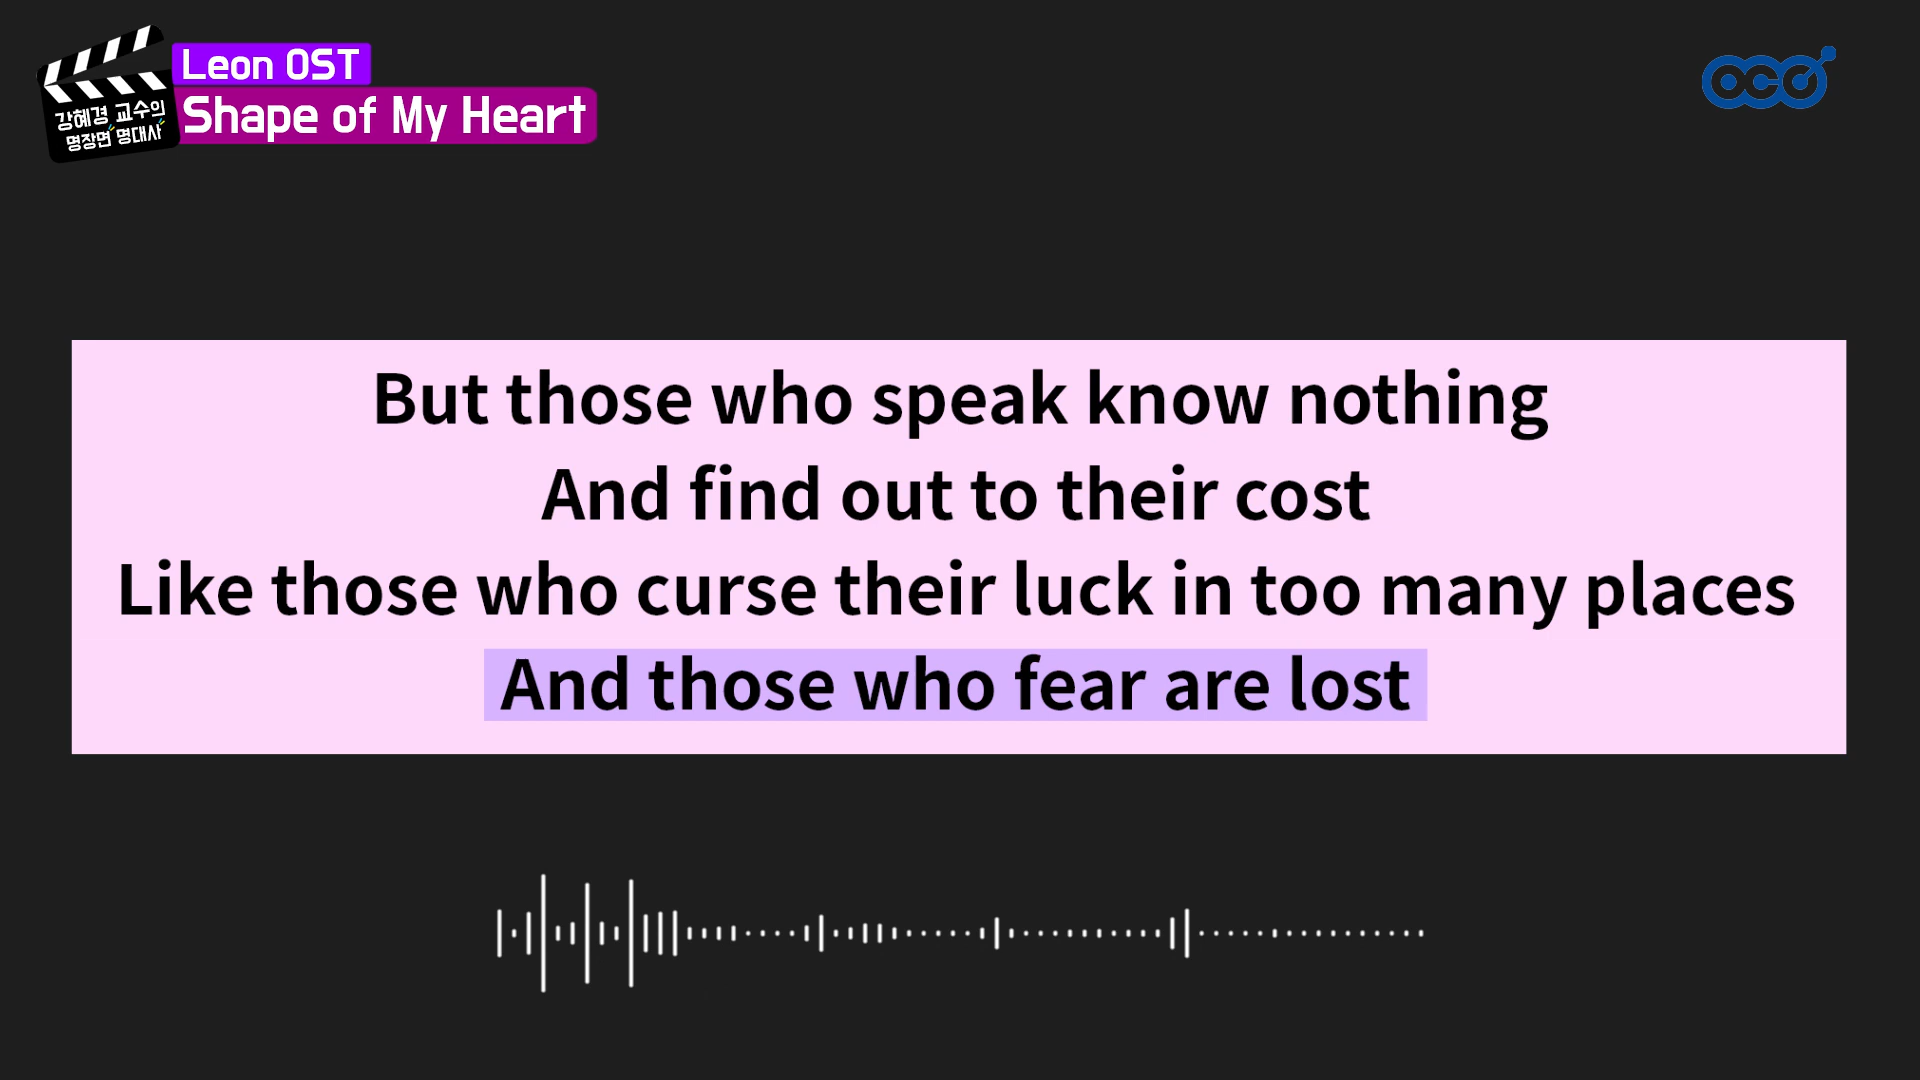 Leon OST
Shape of My Heart
강혜경 교수의
명장면 명대사
oco
But those who speak know nothing
And find out to their cost
Like those who curse their luck in too many places
And those who fear are lost